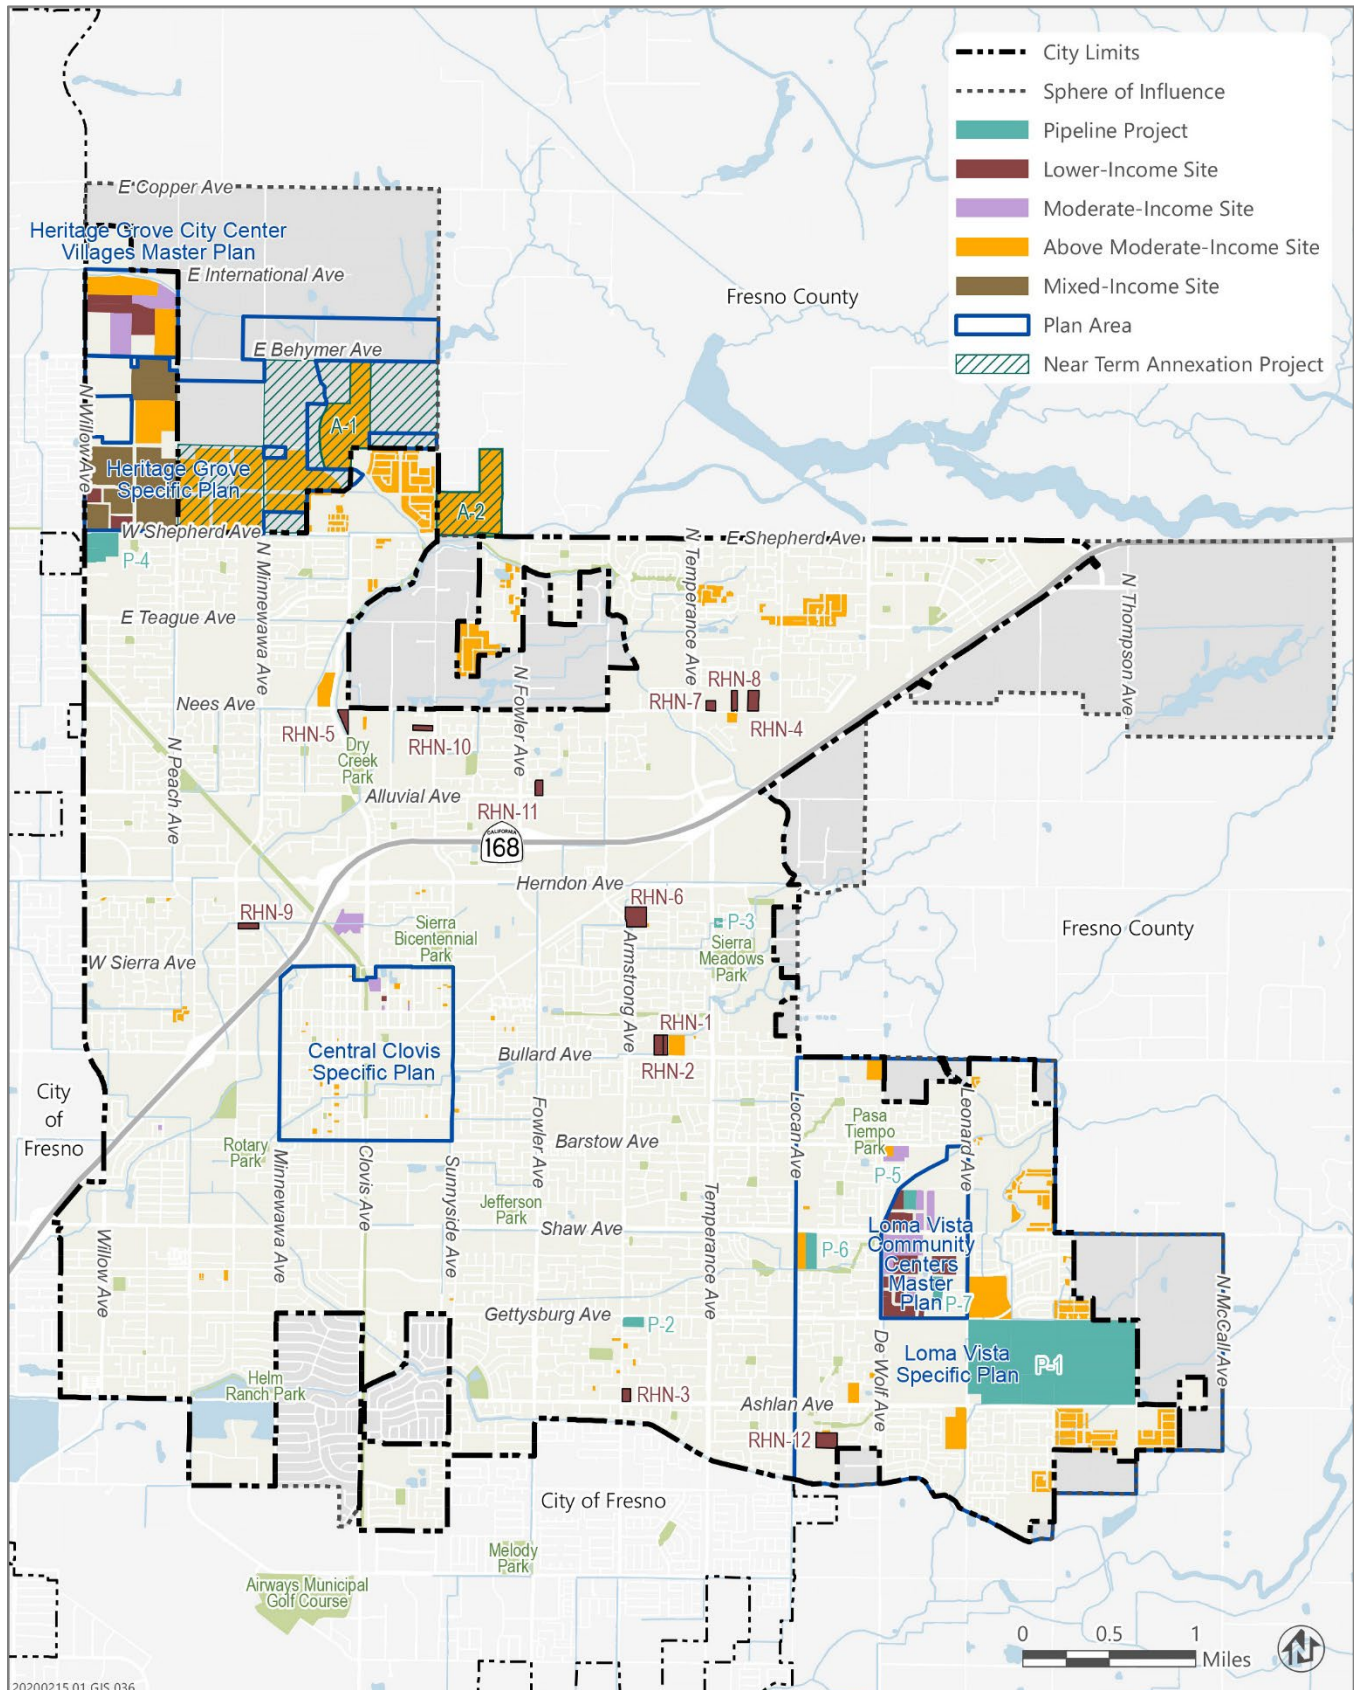 City Limits
Sphere of Influence
Pipeline Project
Lower-Income Site
Moderate-Income Site
Above Moderate-Income Site
Mixed-Income Site
Plan Area
Near Term Annexation Project
E Copper Ave
Heritage Grove City Center
Villages Master Plan
E International Ave
Fresno County
E Behymer Ave
N Willow Ave
A-1
Heritage Grove
Specific Plan
A-2
W Shepherd Ave
E Shepherd Ave
P-4
N Minnewawa Ave
N Temperance Ave
N Thompson Ave
E Teague Ave
N Fowler Ave
RHN-8
Nees Ave
RHN-7
RHN-4
RHN-5
RHN-10
N Peach Ave
Dry
Creek
Park
Alluvial Ave
RHN-11
CALIFORNIA
168
Herndon Ave
RHN-9
RHN-6
P-3
Sierra
Bicentennial
Park
Armstrong Ave
Sierra
Meadows
Park
Fresno County
W Sierra Ave
RHN-1
Central Clovis
Specific Plan
Bullard Ave
RHN-2
City
of
Fresno
Locan Ave
Leonard Ave
Pasa
Tiempo
Park
Fowler Ave
Barstow Ave
Rotary
Park
Minnewawa Ave
Clovis Ave
Sunnyside Ave
P-5
Jefferson
Park
Temperance Ave
Shaw Ave
Willow Ave
P-6
Loma Vista
Community
Centers
Master
Plan
P-7
N McCall Ave
Gettysburg Ave
P-2
De Wolf Ave
Loma Vista
Specific Plan
P-1
Helm
Ranch Park
RHN-3
Ashlan Ave
RHN-12
City of Fresno
Melody
Park
Airways Municipal
Golf Course
0 0.5 1
Miles
N
20200215.01 GIS 036